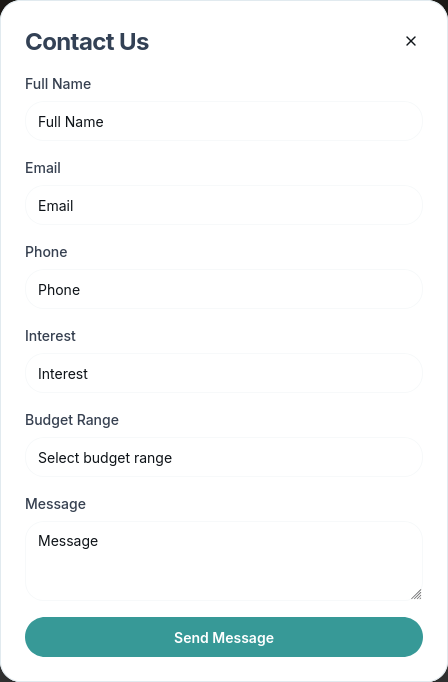 Contact Us
Full Name
Full Name
Email
Email
Phone
Phone
Interest
Interest
Budget Range
Select budget range
Message
Message
Send Message